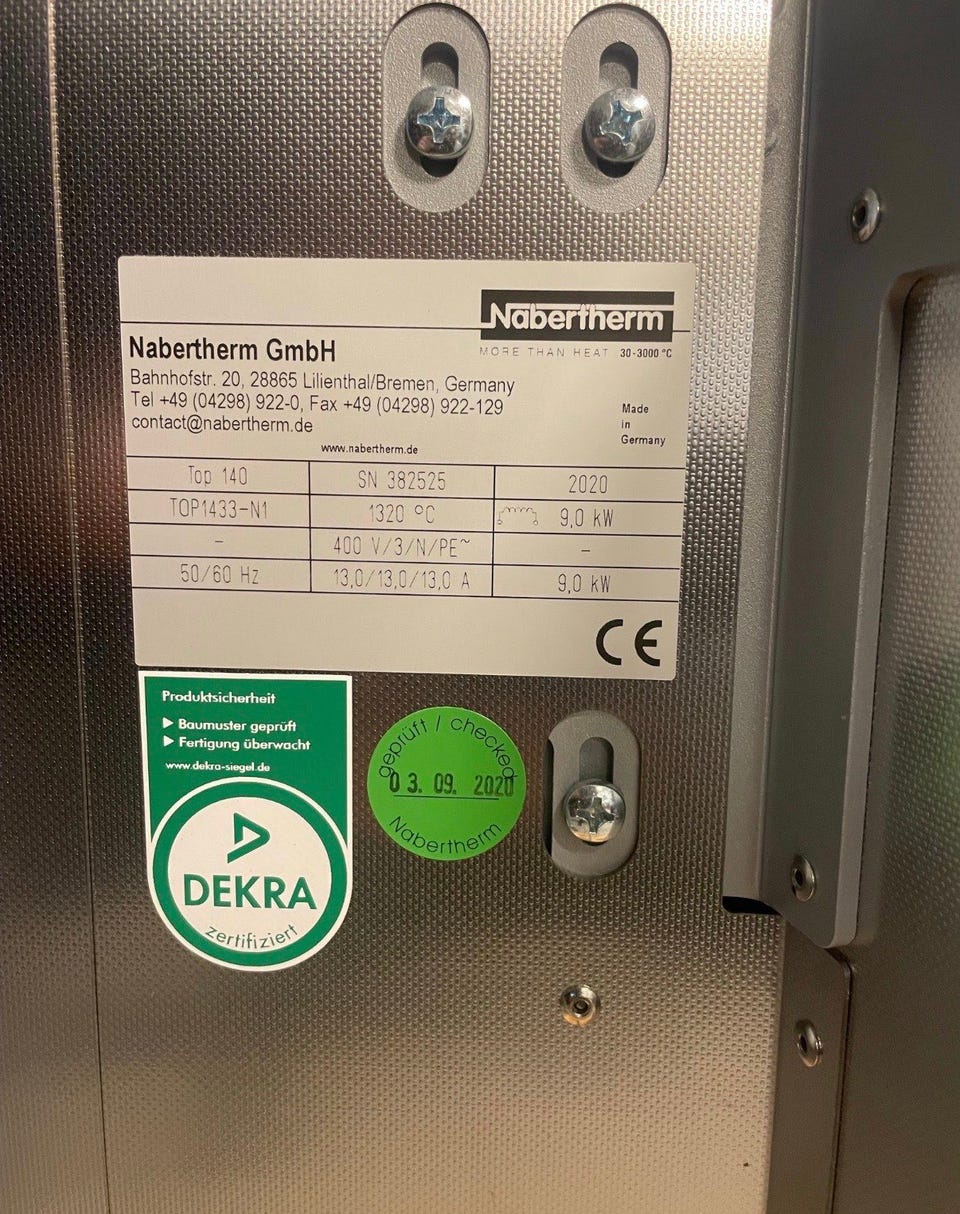 Nabertherm
MORE THAN HEAT 30-3000 °C
Nabertherm GmbH
Bahnhofstr. 20, 28865 Lilienthal/Bremen, Germany
Tel +49 (04298) 922-0, Fax +49 (04298) 922-129
contact@nabertherm.de
Made
in
Germany
www.nabertherm.de
Top 140 SN 382525 2020
TOP1433-N1 1320 °C 9,0 kW
- 400 V/3/N/PE~ -
50/60 Hz 13,0/13,0/13,0 A 9,0 kW
CE
Produktsicherheit
Baumuster geprüft
Fertigung überwacht
www.dekra-siegel.de
DEKRA
zertifiziert
geprüft / checked
03. 09. 2020
Nabertherm